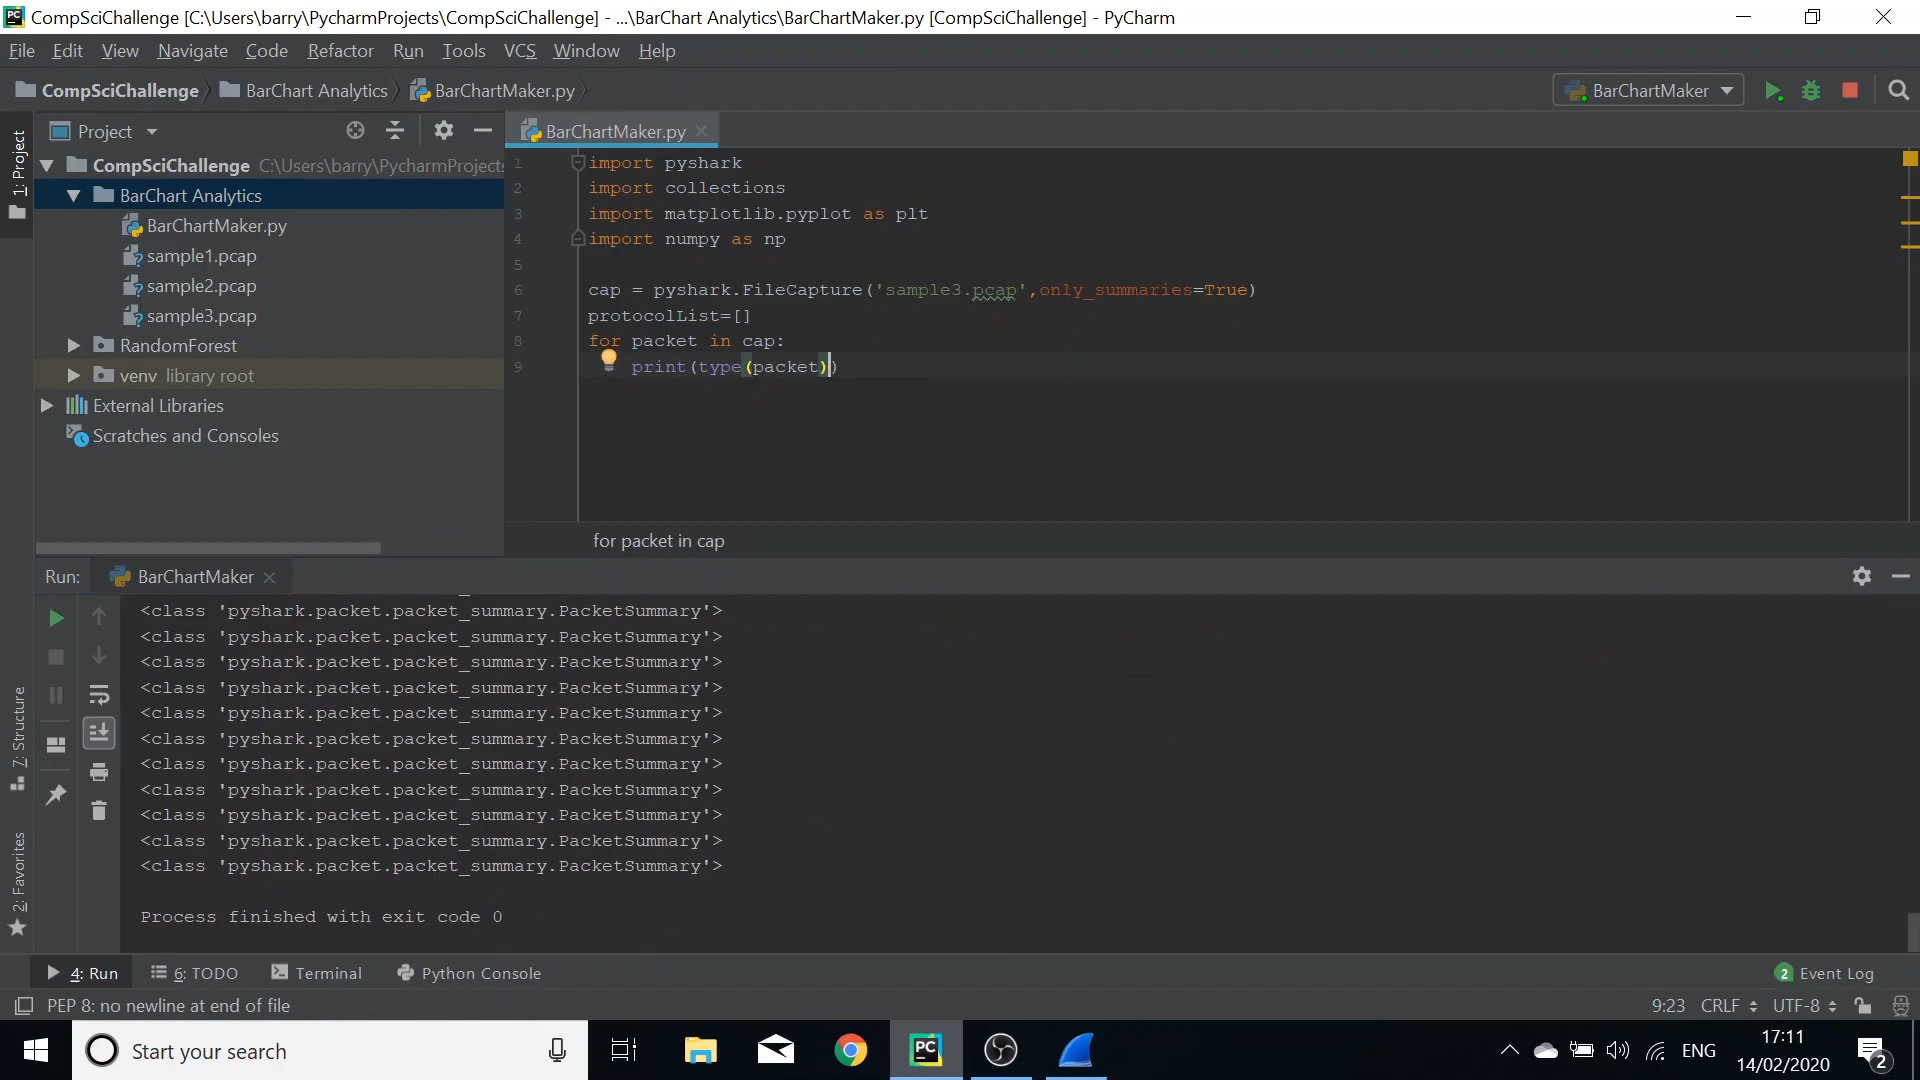 CompSciChallenge [C:\Users\barry\PycharmProjects\CompSciChallenge] - ...\BarChart Analytics\BarChartMaker.py [CompSciChallenge] - PyCharm
File Edit View Navigate Code Refactor Run Tools VCS Window Help
CompSciChallenge BarChart Analytics BarChartMaker.py BarChartMaker
1: Project
Project
BarChartMaker.py
CompSciChallenge C:\Users\barry\PycharmProjects
BarChart Analytics
BarChartMaker.py
sample1.pcap
sample2.pcap
sample3.pcap
RandomForest
venv library root
External Libraries
Scratches and Consoles
1 import pyshark
2 import collections
3 import matplotlib.pyplot as plt
4 import numpy as np
5
6 cap = pyshark.FileCapture('sample3.pcap',only_summaries=True)
7 protocolList=[]
8 for packet in cap:
9 print(type(packet))
for packet in cap
Run: BarChartMaker
<class 'pyshark.packet.packet_summary.PacketSummary'>
<class 'pyshark.packet.packet_summary.PacketSummary'>
<class 'pyshark.packet.packet_summary.PacketSummary'>
<class 'pyshark.packet.packet_summary.PacketSummary'>
<class 'pyshark.packet.packet_summary.PacketSummary'>
<class 'pyshark.packet.packet_summary.PacketSummary'>
<class 'pyshark.packet.packet_summary.PacketSummary'>
<class 'pyshark.packet.packet_summary.PacketSummary'>
<class 'pyshark.packet.packet_summary.PacketSummary'>
<class 'pyshark.packet.packet_summary.PacketSummary'>
<class 'pyshark.packet.packet_summary.PacketSummary'>
Process finished with exit code 0
7: Structure
2: Favorites
4: Run 6: TODO Terminal Python Console 2 Event Log
PEP 8: no newline at end of file 9:23 CRLF UTF-8
Start your search PC ENG 17:11
14/02/2020 2